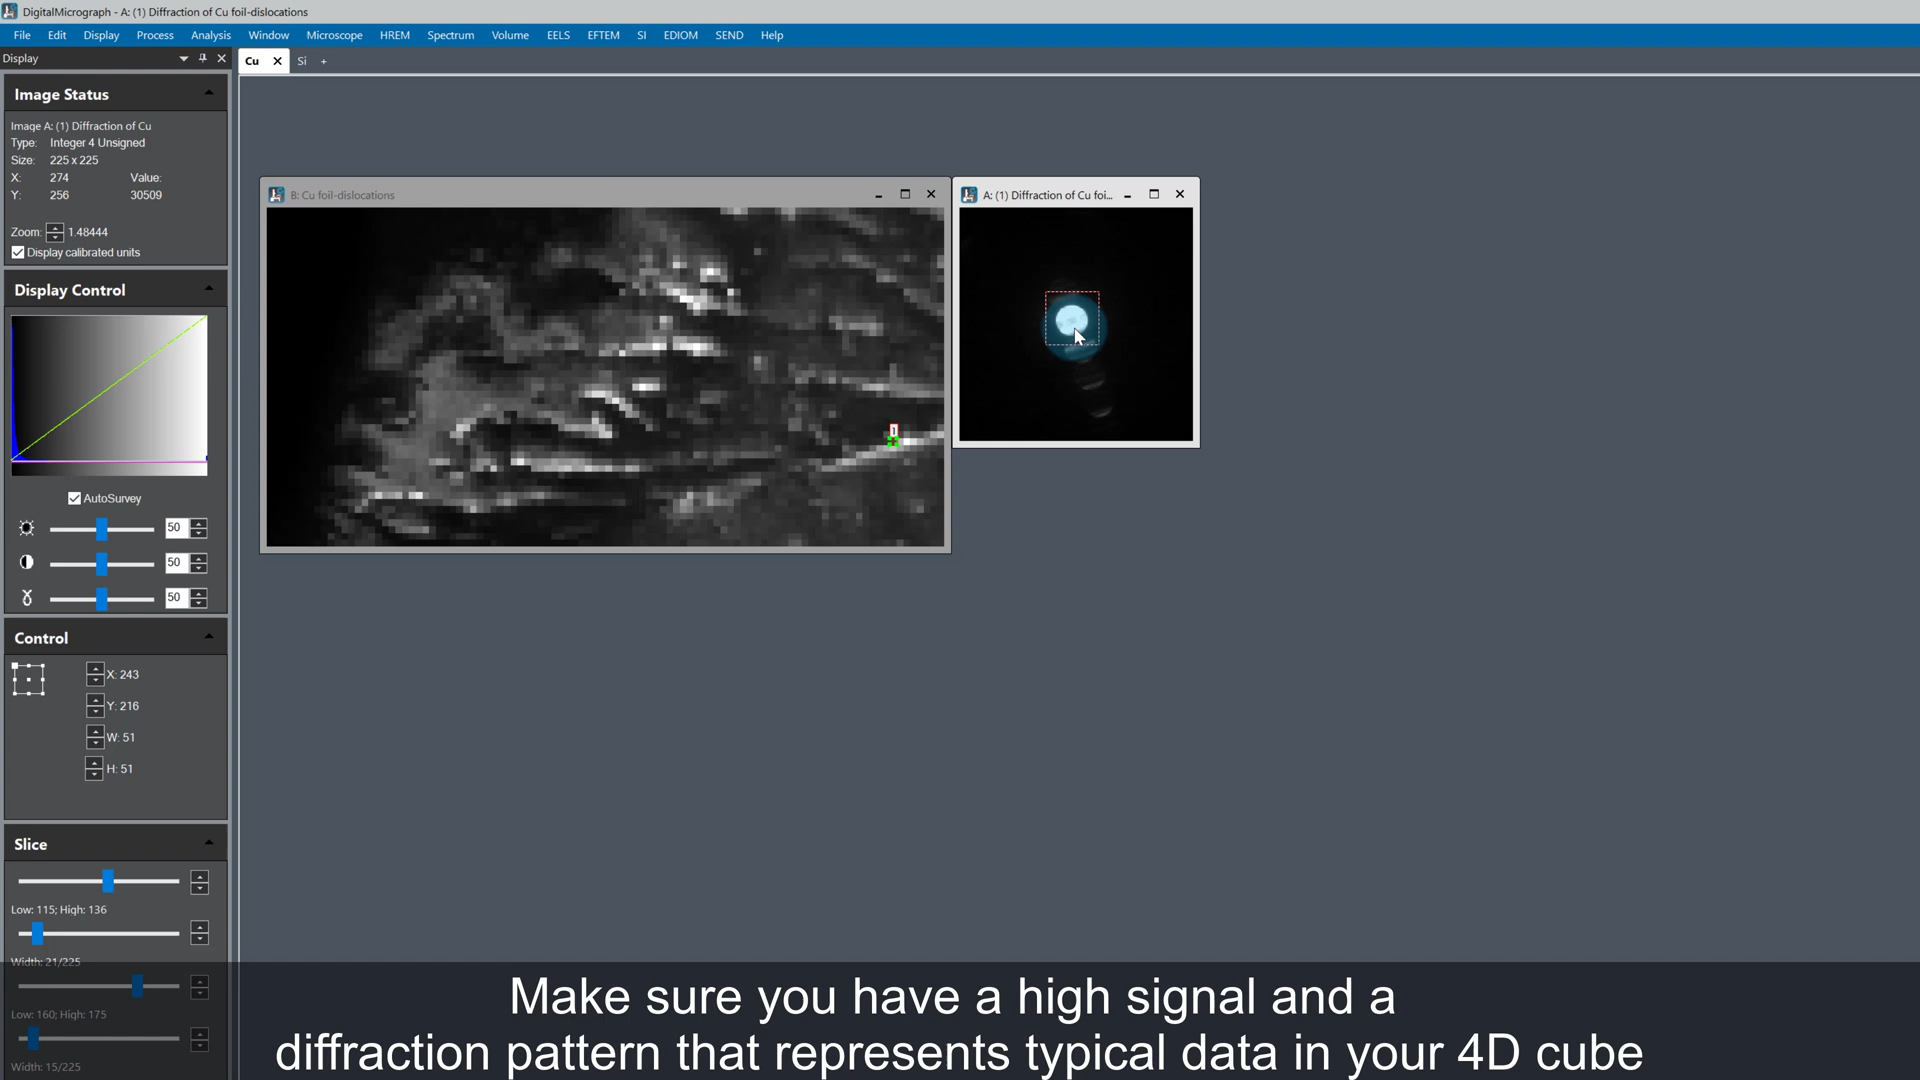 DigitalMicrograph - A: (1) Diffraction of Cu foil-dislocations
File Edit Display Process Analysis Window Microscope HREM Spectrum Volume EELS EFTEM SI EDIOM SEND Help
Display
Cu Si +
Image Status
Image A: (1) Diffraction of Cu
Type: Integer 4 Unsigned
Size: 225 x 225
X: 274 Value:
Y: 256 30509
Zoom: 1.48444
Display calibrated units
B: Cu foil-dislocations
A: (1) Diffraction of Cu foi...
1
Display Control
AutoSurvey
50
50
50
Control
X: 243
Y: 216
W: 51
H: 51
Slice
Low: 115; High: 136
Width: 21/225
Low: 160; High: 175
Width: 15/225
Make sure you have a high signal and a
diffraction pattern that represents typical data in your 4D cube